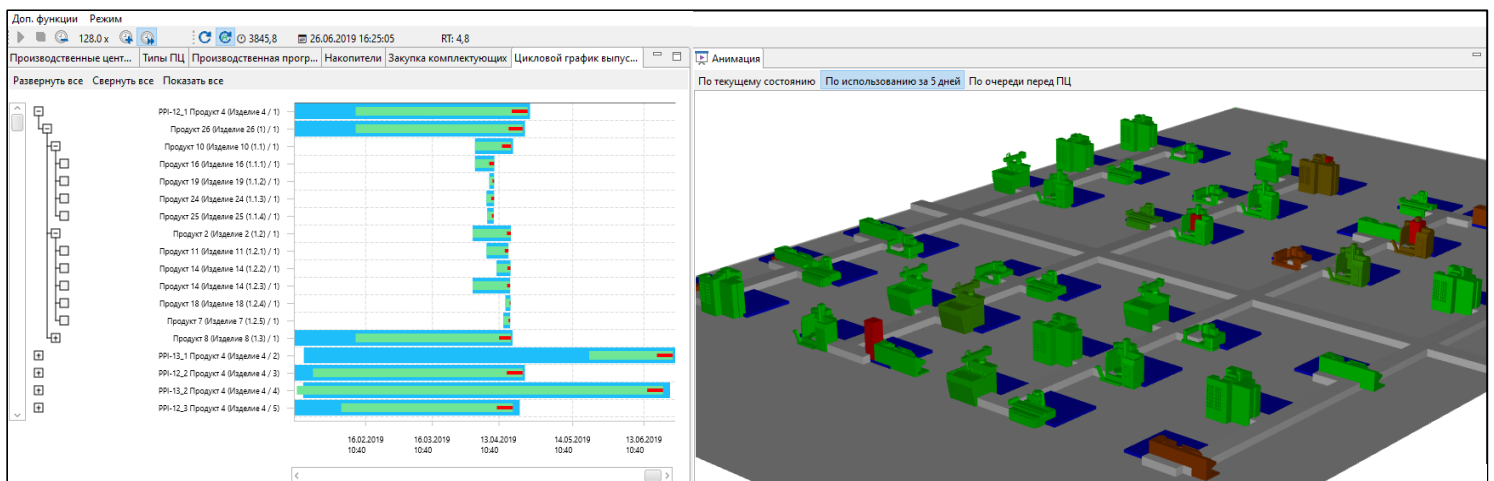 Доп. функции Режим
128.0 x 3845,8 26.06.2019 16:25:05 RT: 4,8
Производственные цент... Типы ПЦ Производственная прогр... Накопители Закупка комплектующих Цикловой график выпус...
Развернуть все Свернуть все Показать все
PPI-12_1 Продукт 4 (Изделие 4 / 1)
Продукт 26 (Изделие 26 (1) / 1)
Продукт 10 (Изделие 10 (1.1) / 1)
Продукт 16 (Изделие 16 (1.1.1) / 1)
Продукт 19 (Изделие 19 (1.1.2) / 1)
Продукт 24 (Изделие 24 (1.1.3) / 1)
Продукт 25 (Изделие 25 (1.1.4) / 1)
Продукт 2 (Изделие 2 (1.2) / 1)
Продукт 11 (Изделие 11 (1.2.1) / 1)
Продукт 14 (Изделие 14 (1.2.2) / 1)
Продукт 14 (Изделие 14 (1.2.3) / 1)
Продукт 18 (Изделие 18 (1.2.4) / 1)
Продукт 7 (Изделие 7 (1.2.5) / 1)
Продукт 8 (Изделие 8 (1.3) / 1)
PPI-13_1 Продукт 4 (Изделие 4 / 2)
PPI-12_2 Продукт 4 (Изделие 4 / 3)
PPI-13_2 Продукт 4 (Изделие 4 / 4)
PPI-12_3 Продукт 4 (Изделие 4 / 5)
16.02.2019 16.03.2019 13.04.2019 14.05.2019 13.06.2019
10:40 10:40 10:40 10:40 10:40
Анимация
По текущему состоянию По использованию за 5 дней По очереди перед ПЦ